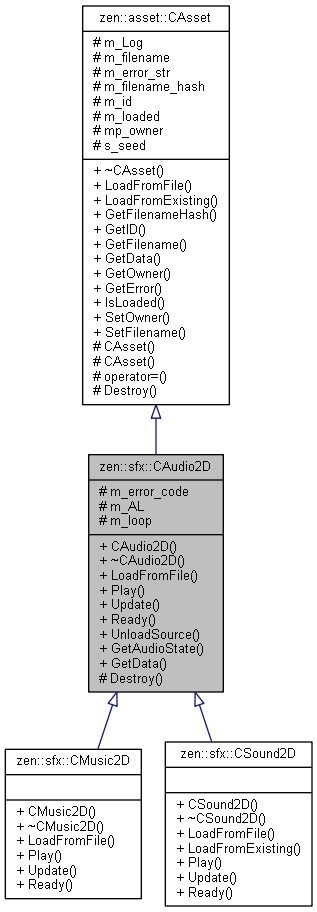 zen::asset::CAsset
# m_Log
# m_filename
# m_error_str
# m_filename_hash
# m_id
# m_loaded
# mp_owner
# s_seed
+ ~CAsset()
+ LoadFromFile()
+ LoadFromExisting()
+ GetFilenameHash()
+ GetID()
+ GetFilename()
+ GetData()
+ GetOwner()
+ GetError()
+ IsLoaded()
+ SetOwner()
+ SetFilename()
# CAsset()
# CAsset()
# operator=()
# Destroy()
zen::sfx::CAudio2D
# m_error_code
# m_AL
# m_loop
+ CAudio2D()
+ ~CAudio2D()
+ LoadFromFile()
+ Play()
+ Update()
+ Ready()
+ UnloadSource()
+ GetAudioState()
+ GetData()
# Destroy()
zen::sfx::CMusic2D
+ CMusic2D()
+ ~CMusic2D()
+ LoadFromFile()
+ Play()
+ Update()
+ Ready()
zen::sfx::CSound2D
+ CSound2D()
+ ~CSound2D()
+ LoadFromFile()
+ LoadFromExisting()
+ Play()
+ Update()
+ Ready()